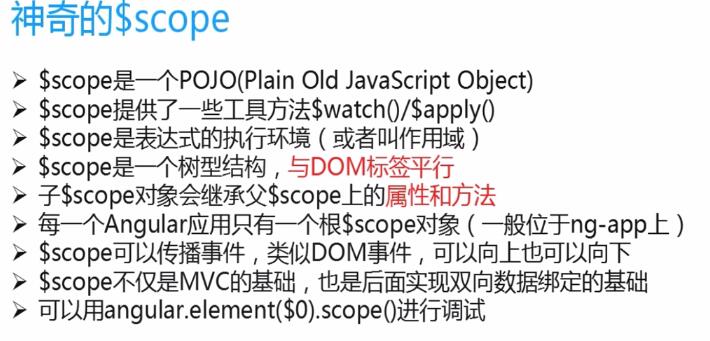 神奇的$scope
➢ $scope是一个POJO(Plain Old JavaScript Object)
➢ $scope提供了一些工具方法$watch()/$apply()
➢ $scope是表达式的执行环境（或者叫作用域）
➢ $scope是一个树型结构，与DOM标签平行
➢ 子$scope对象会继承父$scope上的属性和方法
➢ 每一个Angular应用只有一个根$scope对象（一般位于ng-app上）
➢ $scope可以传播事件，类似DOM事件，可以向上也可以向下
➢ $scope不仅是MVC的基础，也是后面实现双向数据绑定的基础
➢ 可以用angular.element($0).scope()进行调试